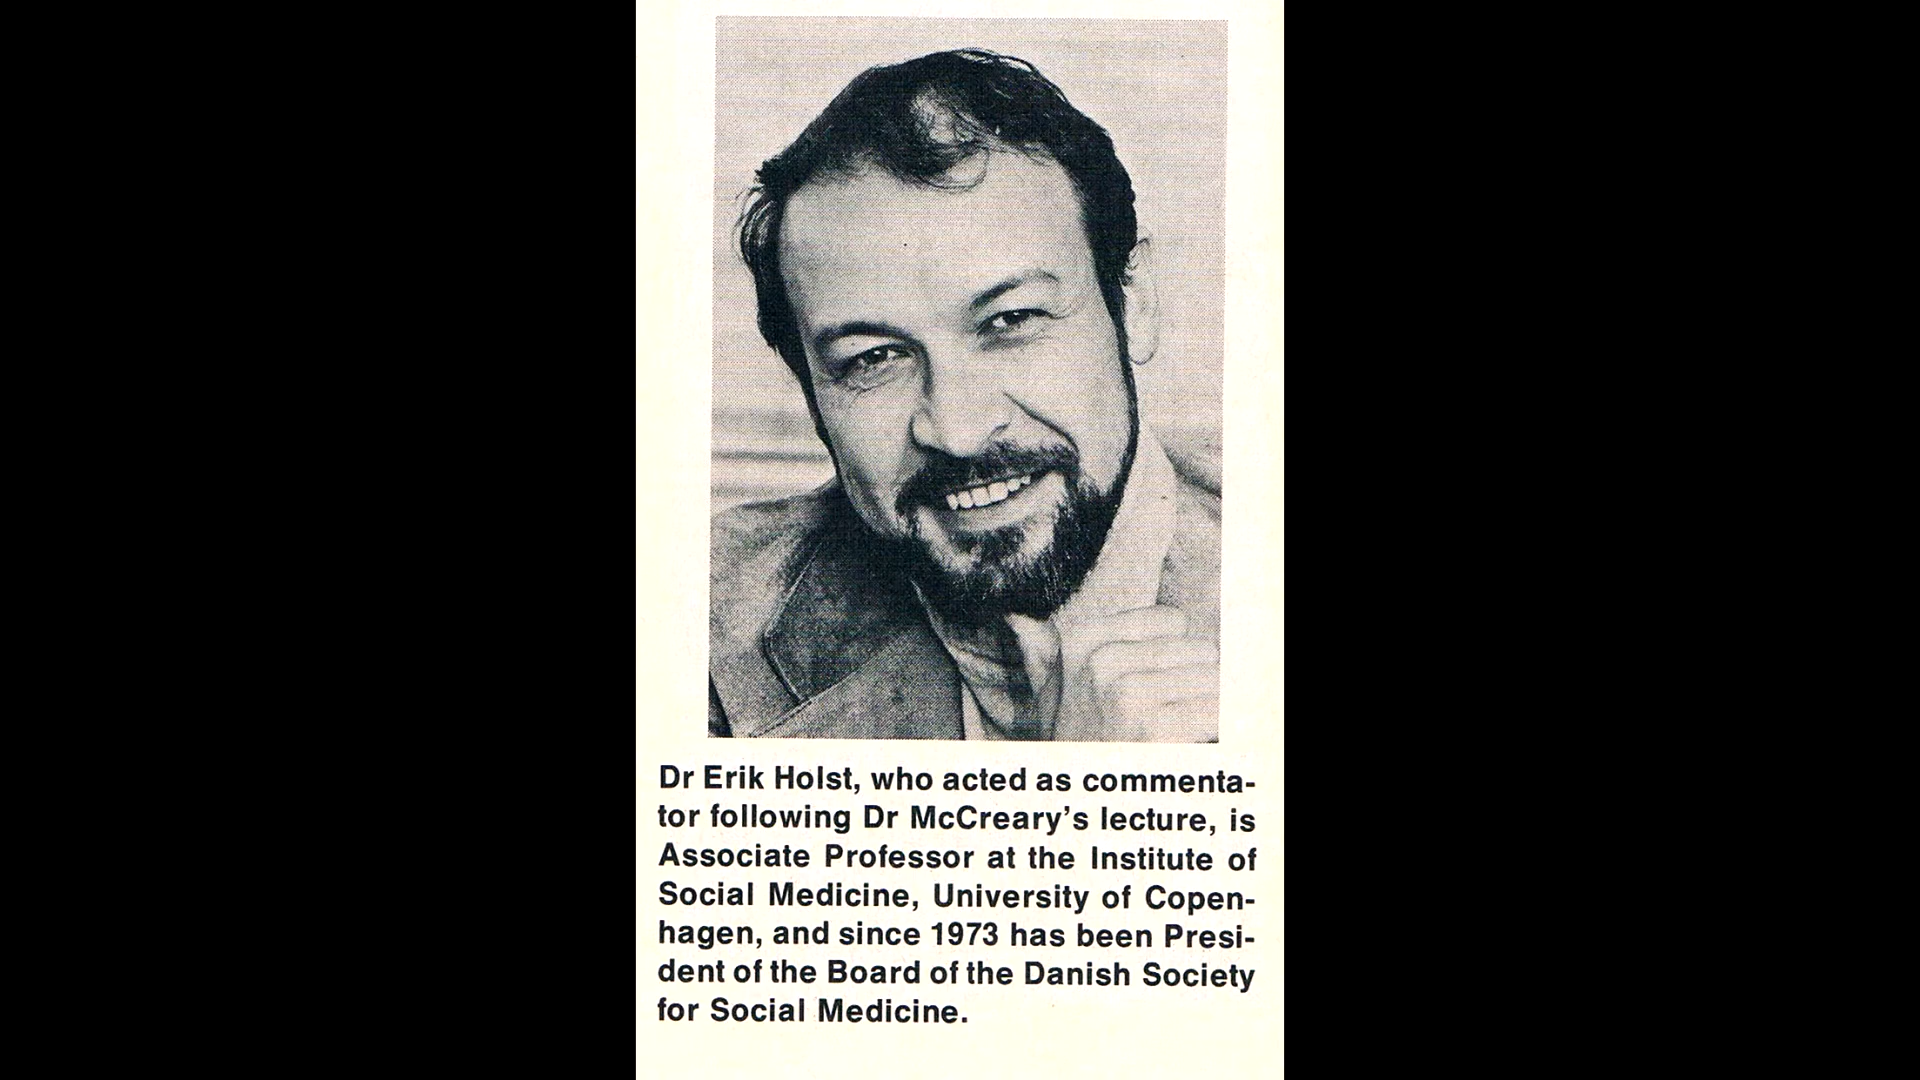 Dr Erik Holst, who acted as commenta-
tor following Dr McCreary’s lecture, is
Associate Professor at the Institute of
Social Medicine, University of Copen-
hagen, and since 1973 has been Presi-
dent of the Board of the Danish Society
for Social Medicine.